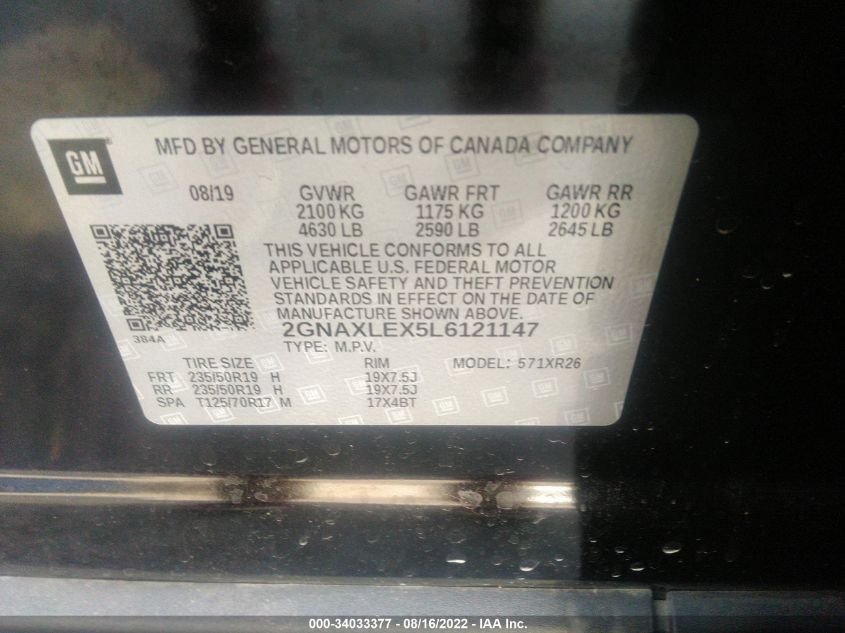 GM
MFD BY GENERAL MOTORS OF CANADA COMPANY
08/19 GVWR GAWR FRT GAWR RR
2100 KG 1175 KG 1200 KG
4630 LB 2590 LB 2645 LB
THIS VEHICLE CONFORMS TO ALL
APPLICABLE U.S. FEDERAL MOTOR
VEHICLE SAFETY AND THEFT PREVENTION
STANDARDS IN EFFECT ON THE DATE OF
MANUFACTURE SHOWN ABOVE.
384A
2GNAXLEX5L6121147
TYPE: M.P.V.
TIRE SIZE RIM MODEL: 571XR26
FRT 235/50R19 H 19X7.5J
RR 235/50R19 H 19X7.5J
SPA T125/70R17 M 17X4BT
000-34033377 - 08/16/2022 - IAA Inc.